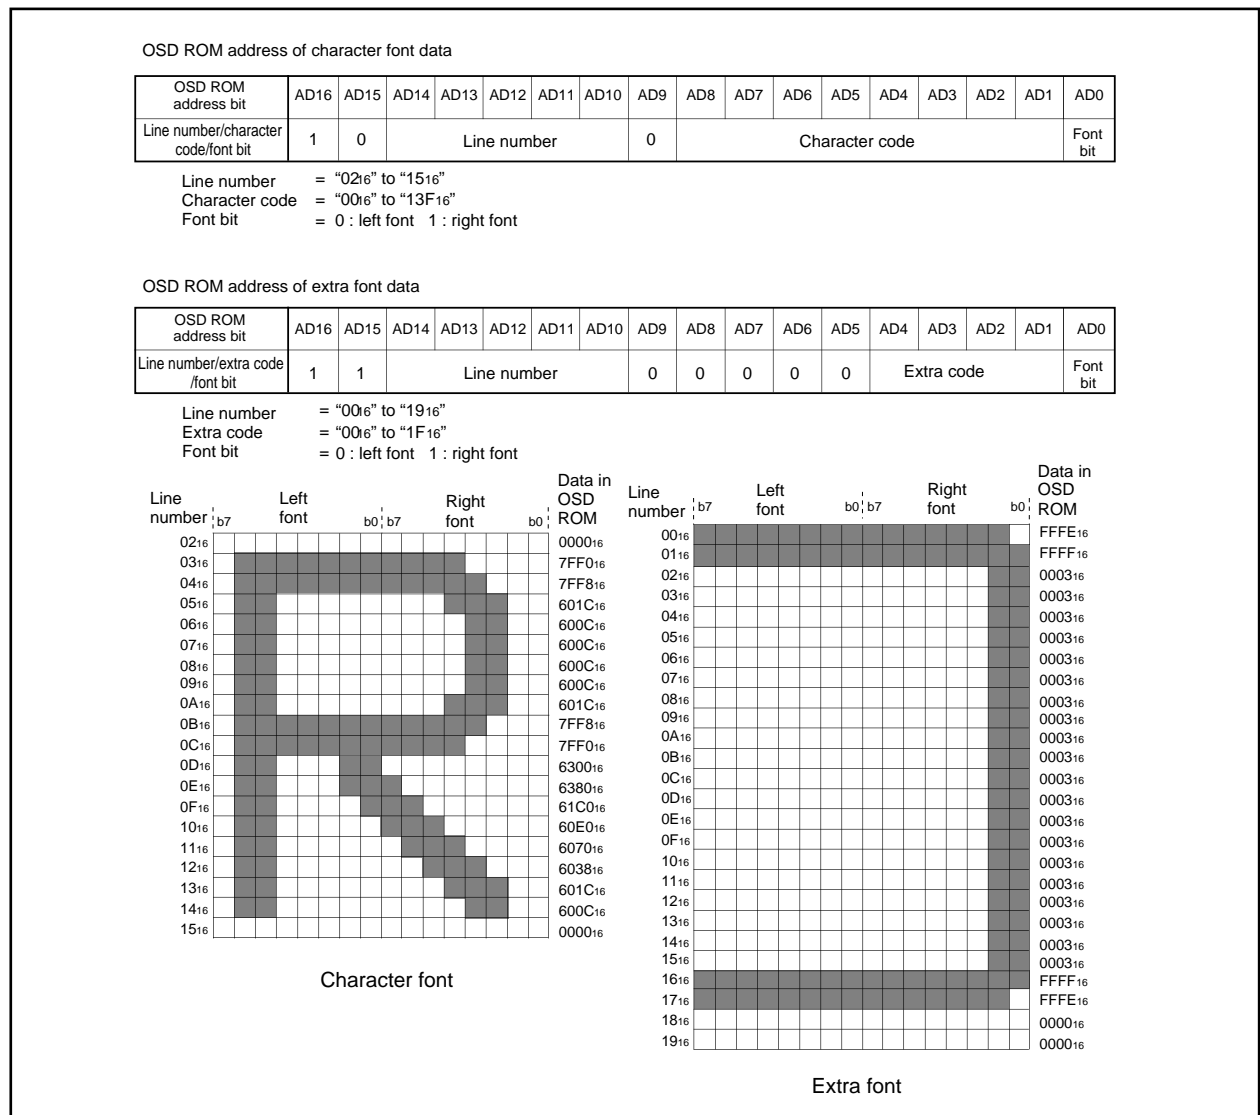 OSD ROM address of character font data
OSD ROM address bit AD16 AD15 AD14 AD13 AD12 AD11 AD10 AD9 AD8 AD7 AD6 AD5 AD4 AD3 AD2 AD1 AD0
Line number/character code/font bit 1 0 Line number 0 Character code Font bit
Line number = “0216” to “1516”
Character code = “0016” to “13F16”
Font bit = 0 : left font 1 : right font
OSD ROM address of extra font data
OSD ROM address bit AD16 AD15 AD14 AD13 AD12 AD11 AD10 AD9 AD8 AD7 AD6 AD5 AD4 AD3 AD2 AD1 AD0
Line number/extra code /font bit 1 1 Line number 0 0 0 0 0 Extra code Font bit
Line number = “0016” to “1916”
Extra code = “0016” to “1F16”
Font bit = 0 : left font 1 : right font
Line number b7 Left font b0 b7 Right font b0 Data in OSD ROM
0216 000016
0316 7FF016
0416 7FF816
0516 601C16
0616 600C16
0716 600C16
0816 600C16
0916 600C16
0A16 601C16
0B16 7FF816
0C16 7FF016
0D16 630016
0E16 638016
0F16 61C016
1016 60E016
1116 607016
1216 603816
1316 601C16
1416 600C16
1516 000016
Character font
Line number b7 Left font b0 b7 Right font b0 Data in OSD ROM
0016 FFFE16
0116 FFFF16
0216 000316
0316 000316
0416 000316
0516 000316
0616 000316
0716 000316
0816 000316
0916 000316
0A16 000316
0B16 000316
0C16 000316
0D16 000316
0E16 000316
0F16 000316
1016 000316
1116 000316
1216 000316
1316 000316
1416 000316
1516 000316
1616 FFFF16
1716 FFFE16
1816 000016
1916 000016
Extra font